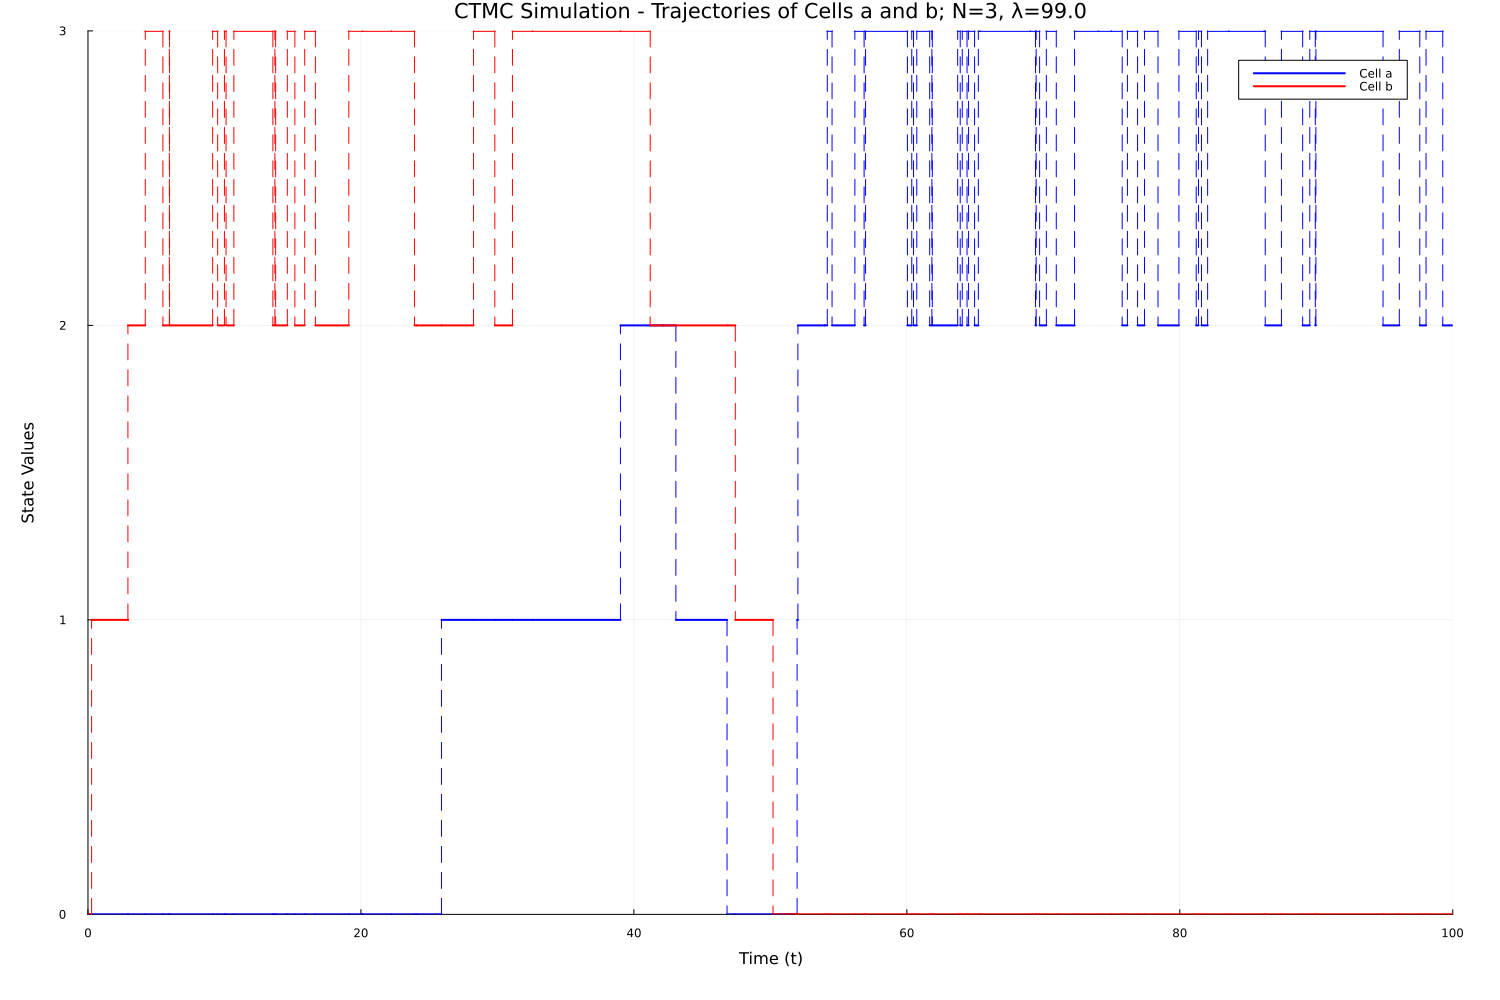 CTMC Simulation - Trajectories of Cells a and b; N=3, λ=99.0
3
Cell a
Cell b
2
State Values
1
0
0 20 40 60 80 100
Time (t)